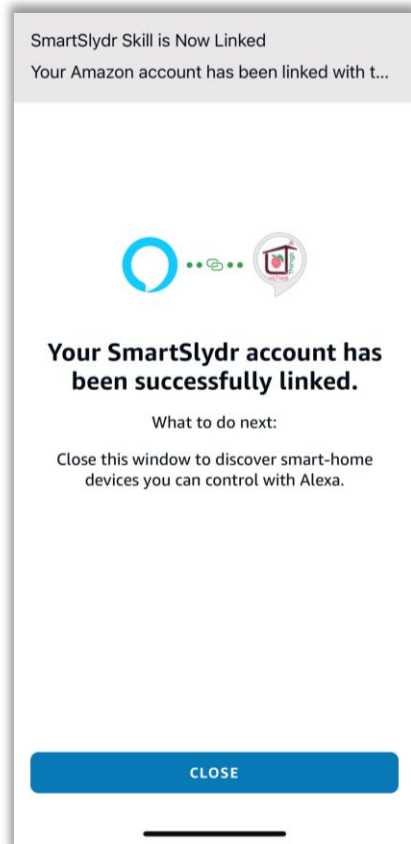 SmartSlydr Skill is Now Linked
Your Amazon account has been linked with t...
Your SmartSlydr account has
been successfully linked.
What to do next:
Close this window to discover smart-home
devices you can control with Alexa.
CLOSE